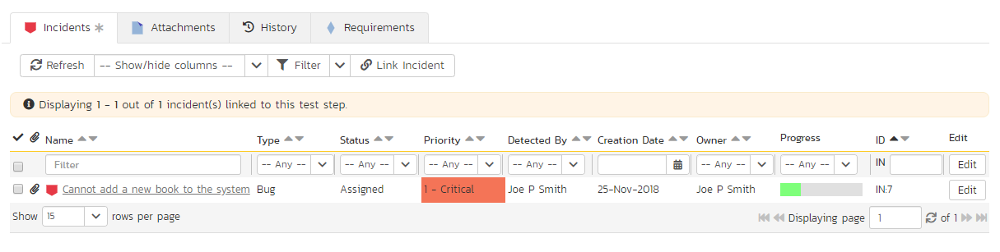 Incidents Attachments History Requirements
Refresh -- Show/hide columns -- Filter Link Incident
Displaying 1 - 1 out of 1 incident(s) linked to this test step.
Name Type Status Priority Detected By Creation Date Owner Progress ID Edit
Filter -- Any -- -- Any -- -- Any -- -- Any -- -- Any -- -- Any -- IN Edit
Cannot add a new book to the system Bug Assigned 1 - Critical Joe P Smith 25-Nov-2018 Joe P Smith IN:7 Edit
Show 15 rows per page Displaying page 1 of 1